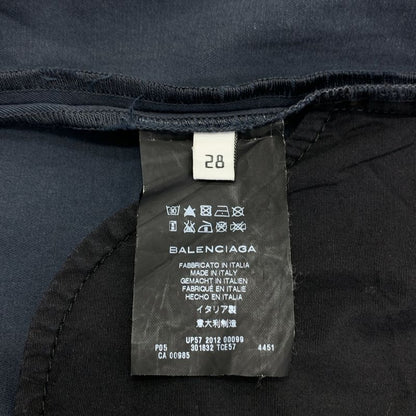 28
BALENCIAGA
FABBRICATO IN ITALIA
MADE IN ITALY
GEMACHT IN ITALIEN
FABRIQUÉ EN ITALIE
HECHO EN ITALIA
イタリア製
意大利制造
UP57 2012 00099
P05 301832 TCE57 4451
CA 00985